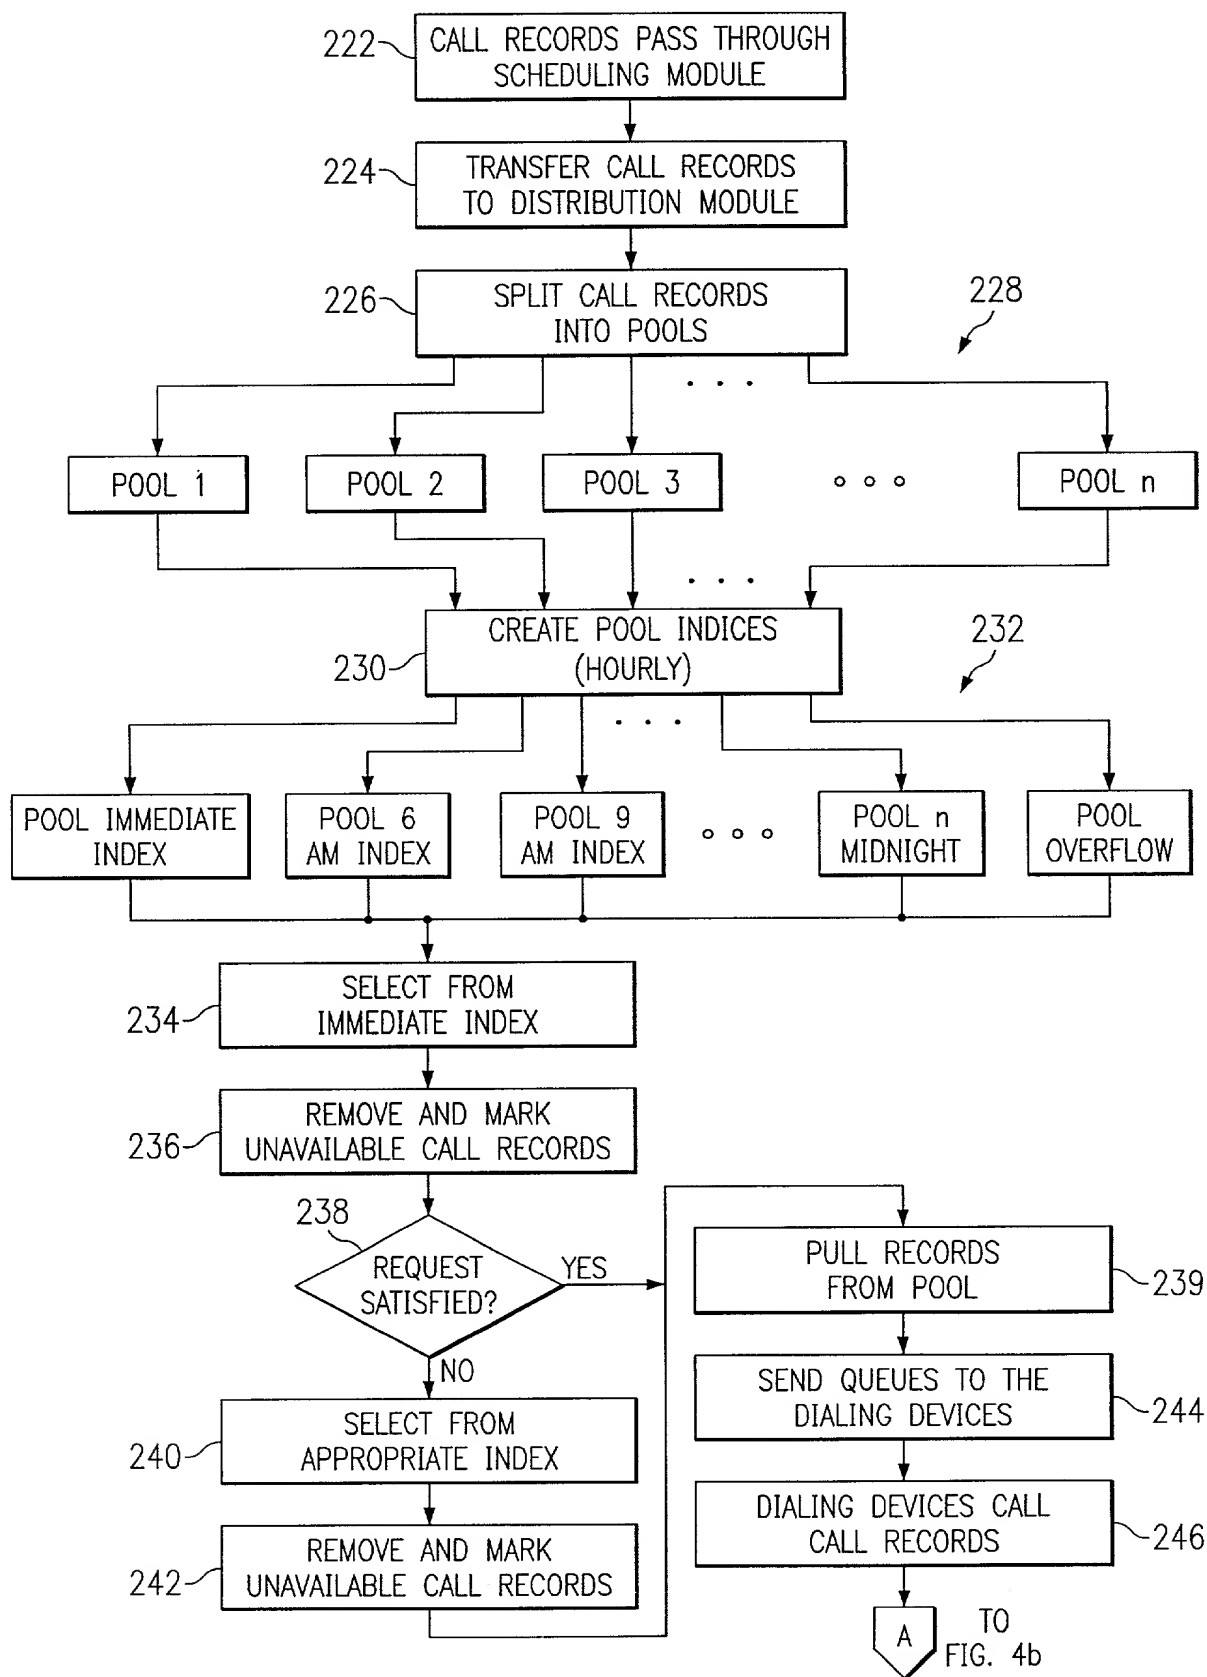 222
CALL RECORDS PASS THROUGH
SCHEDULING MODULE
224
TRANSFER CALL RECORDS
TO DISTRIBUTION MODULE
226
SPLIT CALL RECORDS
INTO POOLS
228
. . .
POOL 1
POOL 2
POOL 3
POOL n
. . .
230
CREATE POOL INDICES
(HOURLY)
232
. . .
POOL IMMEDIATE
INDEX
POOL 6
AM INDEX
POOL 9
AM INDEX
POOL n
MIDNIGHT
POOL
OVERFLOW
234
SELECT FROM
IMMEDIATE INDEX
236
REMOVE AND MARK
UNAVAILABLE CALL RECORDS
238
REQUEST
SATISFIED?
YES
NO
240
SELECT FROM
APPROPRIATE INDEX
242
REMOVE AND MARK
UNAVAILABLE CALL RECORDS
PULL RECORDS
FROM POOL
239
SEND QUEUES TO THE
DIALING DEVICES
244
DIALING DEVICES CALL
CALL RECORDS
246
A
TO
FIG. 4b